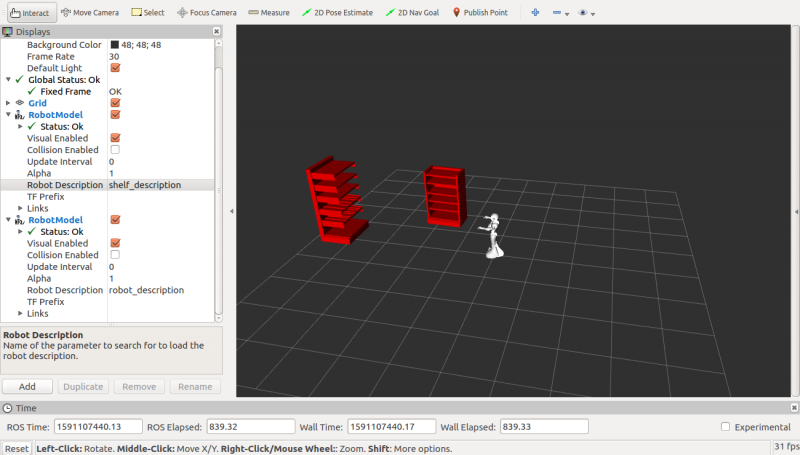 Interact Move Camera Select Focus Camera Measure 2D Pose Estimate 2D Nav Goal Publish Point
Displays
Background Color 48; 48; 48
Frame Rate 30
Default Light
Global Status: Ok
Fixed Frame OK
Grid
RobotModel
Status: Ok
Visual Enabled
Collision Enabled
Update Interval 0
Alpha 1
Robot Description shelf_description
TF Prefix
Links
RobotModel
Status: Ok
Visual Enabled
Collision Enabled
Update Interval 0
Alpha 1
Robot Description robot_description
TF Prefix
Links
Robot Description
Name of the parameter to search for to load the
robot description.
Add Duplicate Remove Rename
Time
ROS Time: 1591107440.13 ROS Elapsed: 839.32 Wall Time: 1591107440.17 Wall Elapsed: 839.33 Experimental
Reset Left-Click: Rotate. Middle-Click: Move X/Y. Right-Click/Mouse Wheel:: Zoom. Shift: More options. 31 fps